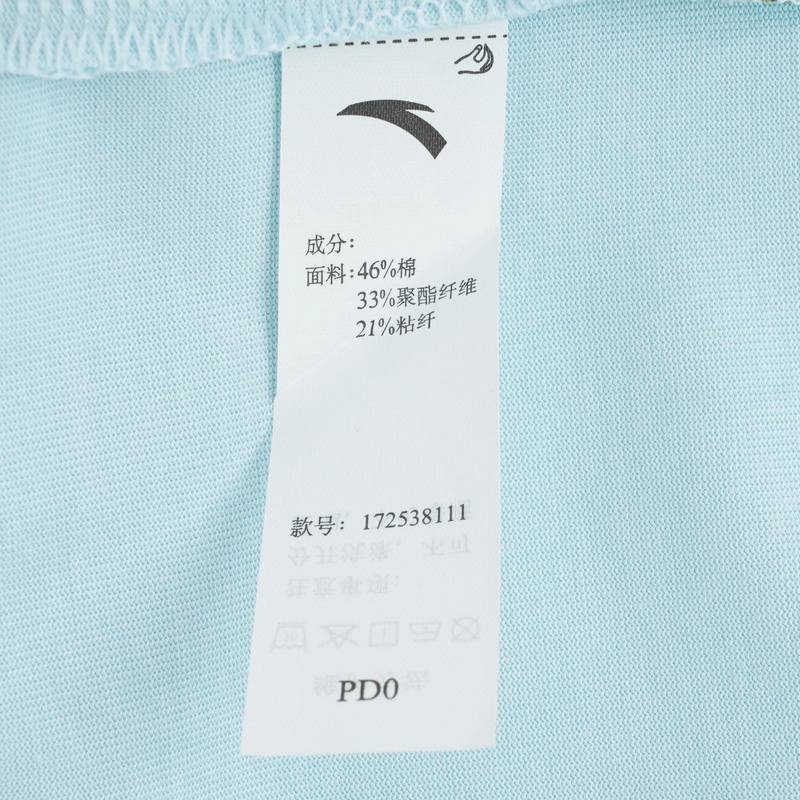 成分：
面料：46%棉
33%聚酯纤维
21%粘纤
款号：172538111
PD0